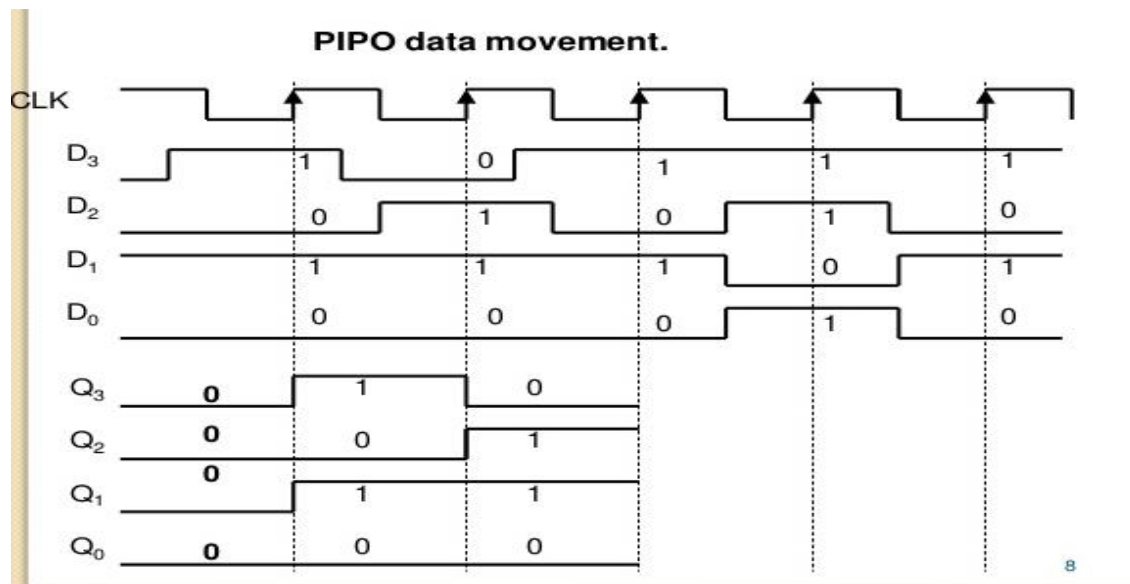 PIPO data movement.
CLK
D₃ 1 0 1 1 1
D₂ 0 1 0 1 0
D₁ 1 1 1 0 1
D₀ 0 0 0 1 0
Q₃ 0 1 0
Q₂ 0 0 1
Q₁ 0 1 1
Q₀ 0 0 0
8